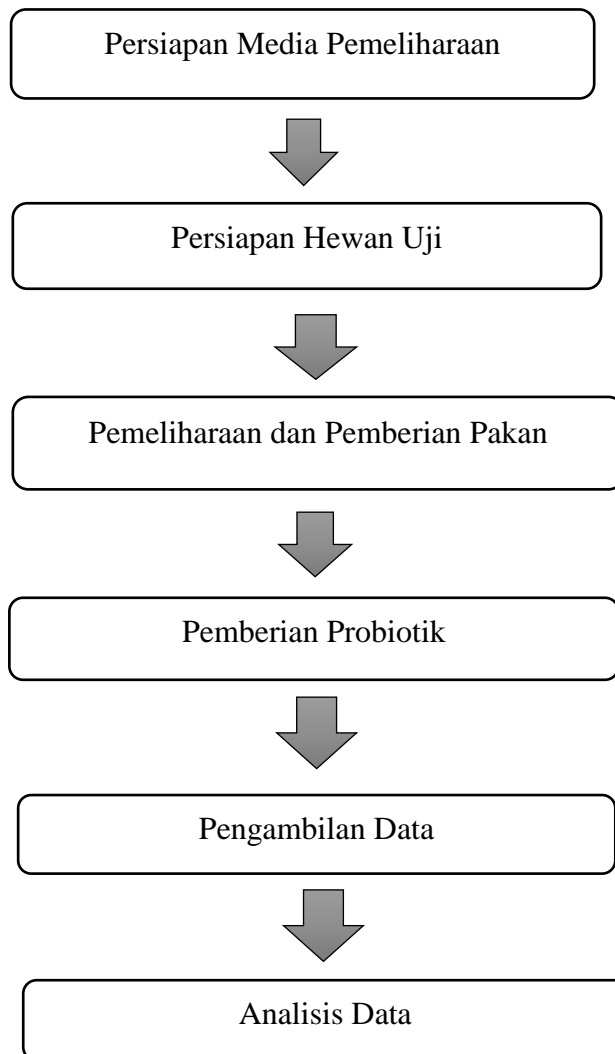 Persiapan Media Pemeliharaan
Persiapan Hewan Uji
Pemeliharaan dan Pemberian Pakan
Pemberian Probiotik
Pengambilan Data
Analisis Data